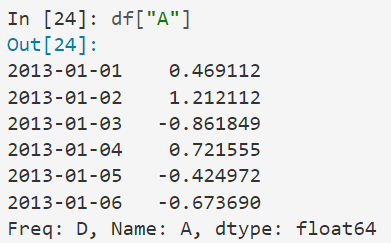 In [24]: df["A"]
Out[24]:
2013-01-01    0.469112
2013-01-02    1.212112
2013-01-03   -0.861849
2013-01-04    0.721555
2013-01-05   -0.424972
2013-01-06   -0.673690
Freq: D, Name: A, dtype: float64